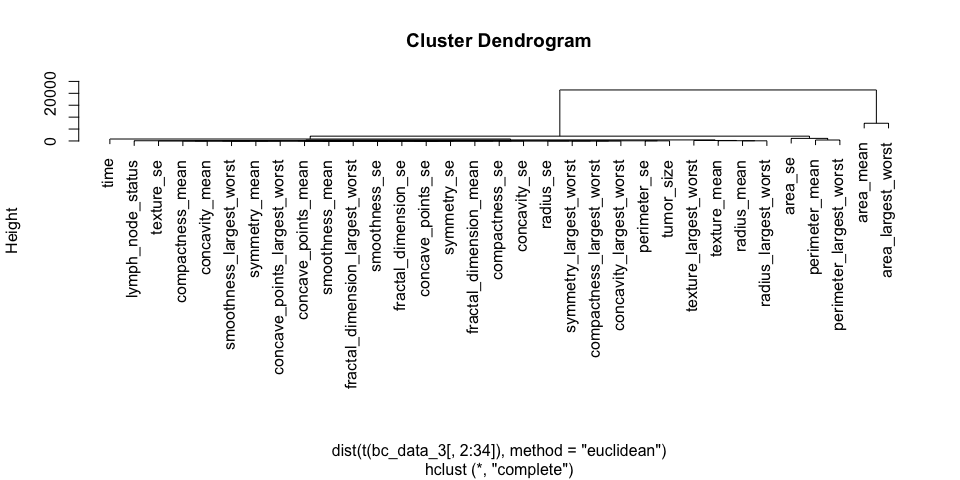 Cluster Dendrogram
Height
20000
0
time
lymph_node_status
texture_se
compactness_mean
concavity_mean
smoothness_largest_worst
symmetry_mean
concave_points_largest_worst
concave_points_mean
smoothness_mean
fractal_dimension_largest_worst
smoothness_se
fractal_dimension_se
concave_points_se
symmetry_se
fractal_dimension_mean
compactness_se
concavity_se
radius_se
symmetry_largest_worst
compactness_largest_worst
concavity_largest_worst
perimeter_se
tumor_size
texture_largest_worst
texture_mean
radius_mean
radius_largest_worst
area_se
perimeter_mean
perimeter_largest_worst
area_mean
area_largest_worst
dist(t(bc_data_3[, 2:34]), method = "euclidean")
hclust (*, "complete")